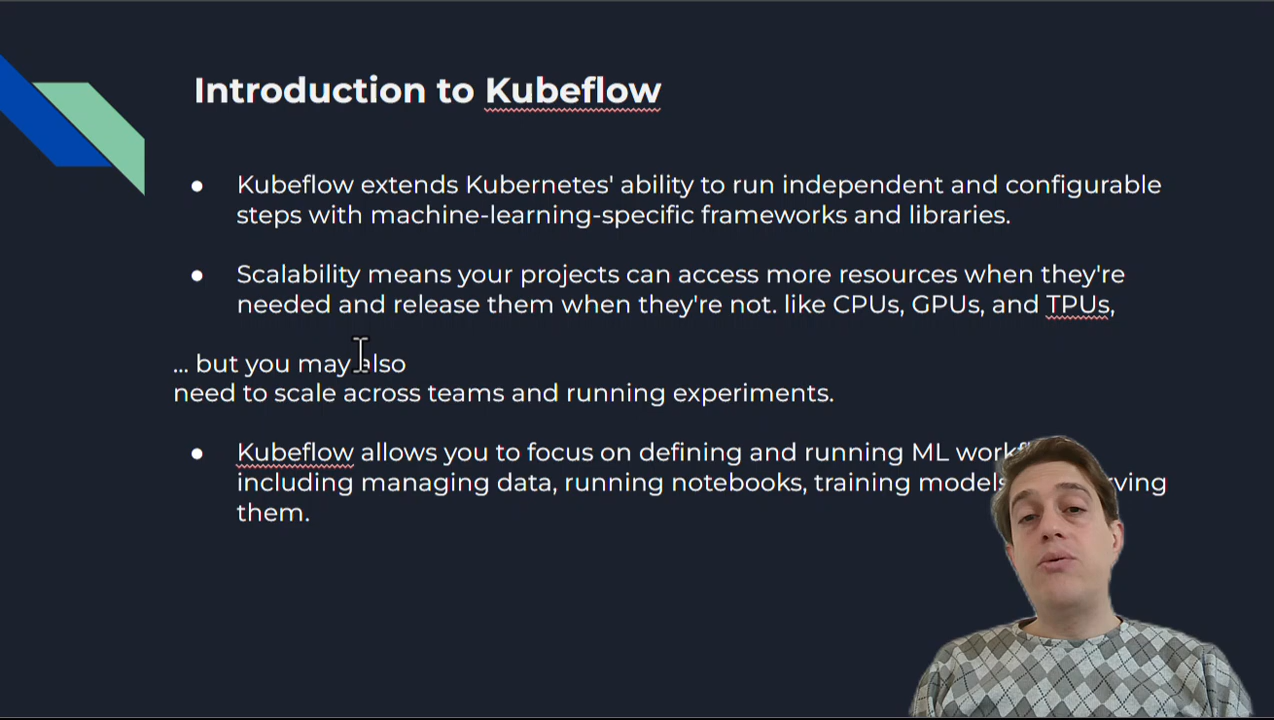 Introduction to Kubeflow
● Kubeflow extends Kubernetes' ability to run independent and configurable
steps with machine-learning-specific frameworks and libraries.
● Scalability means your projects can access more resources when they're
needed and release them when they're not. like CPUs, GPUs, and TPUs,
... but you may also
need to scale across teams and running experiments.
● Kubeflow allows you to focus on defining and running ML
including managing data, running notebooks, training models
them.